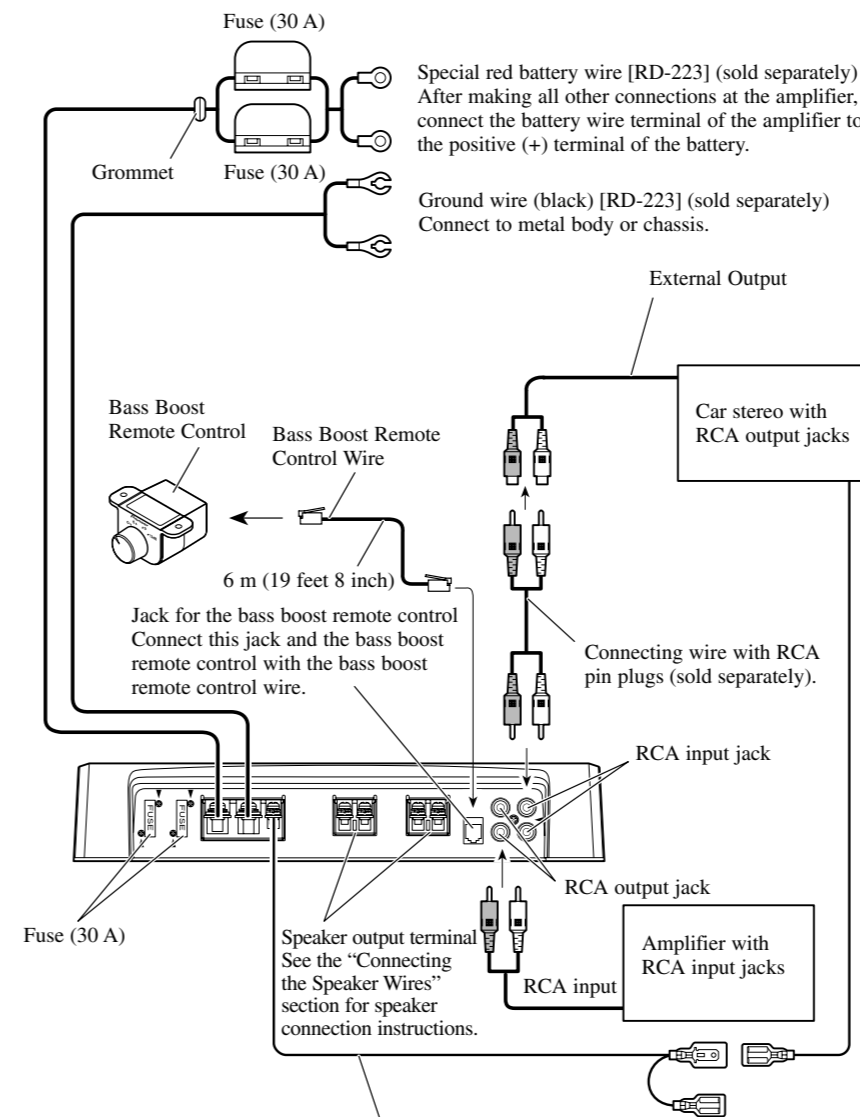 Fuse (30 A)
Special red battery wire [RD-223] (sold separately)
After making all other connections at the amplifier,
connect the battery wire terminal of the amplifier to
the positive (+) terminal of the battery.
Grommet
Fuse (30 A)
Ground wire (black) [RD-223] (sold separately)
Connect to metal body or chassis.
External Output
Car stereo with
RCA output jacks
Bass Boost
Remote Control
Bass Boost Remote
Control Wire
6 m (19 feet 8 inch)
Jack for the bass boost remote control
Connect this jack and the bass boost
remote control with the bass boost
remote control wire.
Connecting wire with RCA
pin plugs (sold separately).
RCA input jack
FUSE
FUSE
RCA output jack
Fuse (30 A)
Speaker output terminal
See the “Connecting
the Speaker Wires”
section for speaker
connection instructions.
Amplifier with
RCA input jacks
RCA input